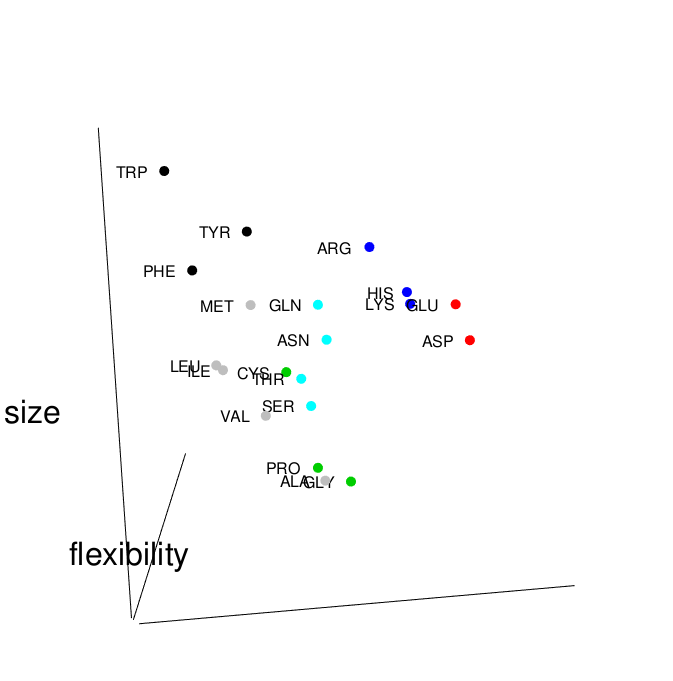 TRP
TYR
ARG
PHE
HIS
MET
GLN
LYS
GLU
ASN
ASP
LEU
ILE
CYS
THR
SER
VAL
size
PRO
ALA
GLY
flexibility